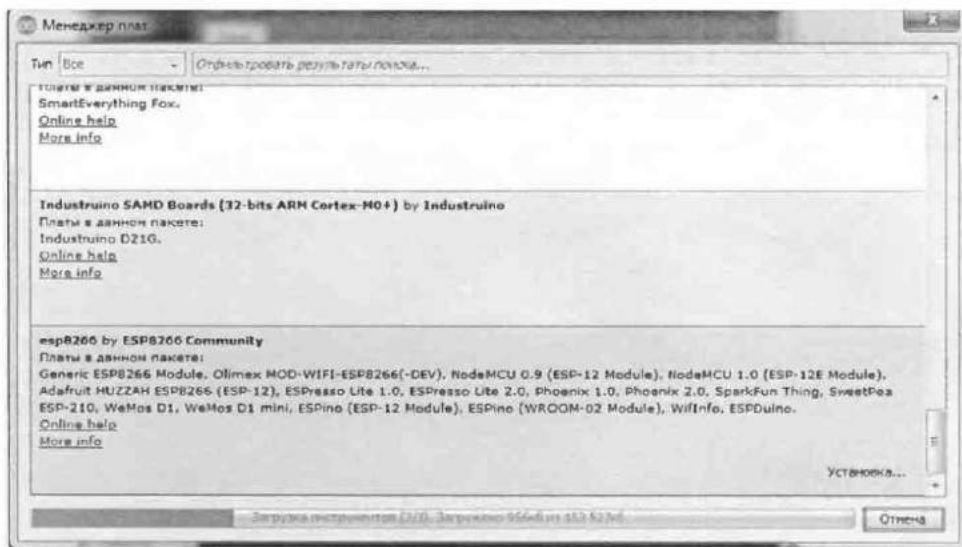 Менеджер плат
Тип Все Отфильтровать результаты поиска...
Платы в данном пакете:
SmartEverything Fox.
Online help
More info
Industruino SAMD Boards (32-bits ARM Cortex-M0+) by Industruino
Платы в данном пакете:
Industruino D21G.
Online help
More info
esp8266 by ESP8266 Community
Платы в данном пакете:
Generic ESP8266 Module, Olimex MOD-WIFI-ESP8266(-DEV), NodeMCU 0.9 (ESP-12 Module), NodeMCU 1.0 (ESP-12E Module),
Adafruit HUZZAH ESP8266 (ESP-12), ESPresso Lite 1.0, ESPresso Lite 2.0, Phoenix 1.0, Phoenix 2.0, SparkFun Thing, SweetPea
ESP-210, WeMos D1, WeMos D1 mini, ESPino (ESP-12 Module), ESPino (WROOM-02 Module), WifInfo, ESPDuino.
Online help
More info
Установка...
Загрузка инструментов (2/3). Загружено из
Отмена